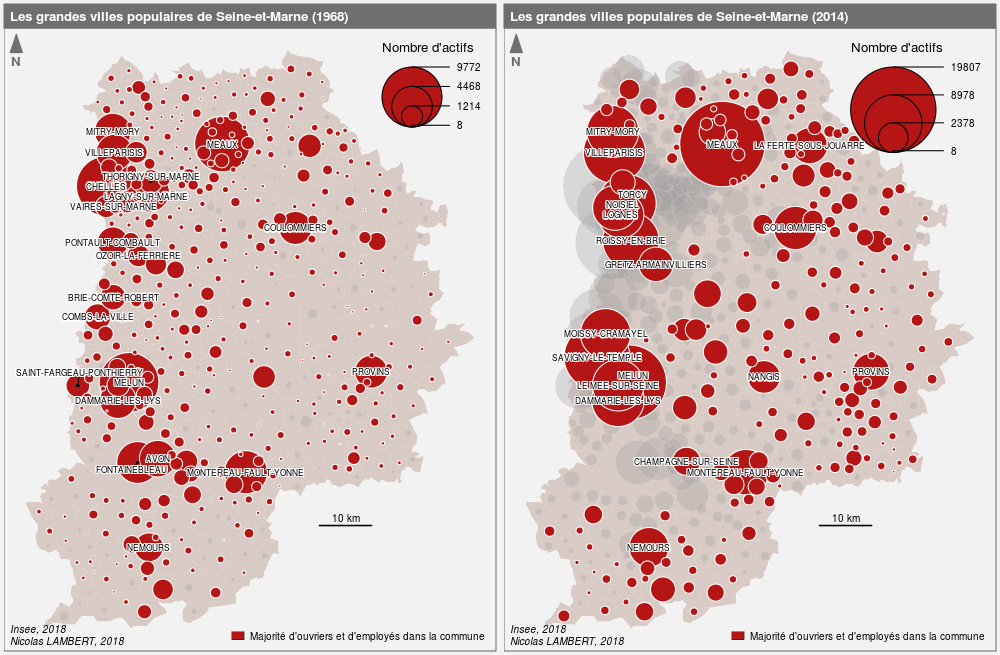 Les grandes villes populaires de Seine-et-Marne (1968)
N
Nombre d'actifs
9772
4468
1214
8
MITRY-MORY
VILLEPARISIS
MEAUX
THORIGNY-SUR-MARNE
CHELLES
LAGNY-SUR-MARNE
VAIRES-SUR-MARNE
COULOMMIERS
PONTAULT-COMBAULT
OZOIR-LA-FERRIERE
BRIE-COMTE-ROBERT
COMBS-LA-VILLE
SAINT-FARGEAU-PONTHIERRY
MELUN
PROVINS
DAMMARIE-LES-LYS
AVON
FONTAINEBLEAU
MONTEREAU-FAULT-YONNE
10 km
NEMOURS
Insee, 2018
Nicolas LAMBERT, 2018
Majorité d'ouvriers et d'employés dans la commune
Les grandes villes populaires de Seine-et-Marne (2014)
N
Nombre d'actifs
19807
8978
2378
8
MITRY-MORY
VILLEPARISIS
MEAUX
LA FERTE-SOUS-JOUARRE
TORCY
NOISIEL
LOGNES
COULOMMIERS
ROISSY-EN-BRIE
GRETZ-ARMAINVILLIERS
MOISSY-CRAMAYEL
SAVIGNY-LE-TEMPLE
MELUN
LE MEE-SUR-SEINE
NANGIS
PROVINS
DAMMARIE-LES-LYS
CHAMPAGNE-SUR-SEINE
MONTEREAU-FAULT-YONNE
10 km
NEMOURS
Insee, 2018
Nicolas LAMBERT, 2018
Majorité d'ouvriers et d'employés dans la commune